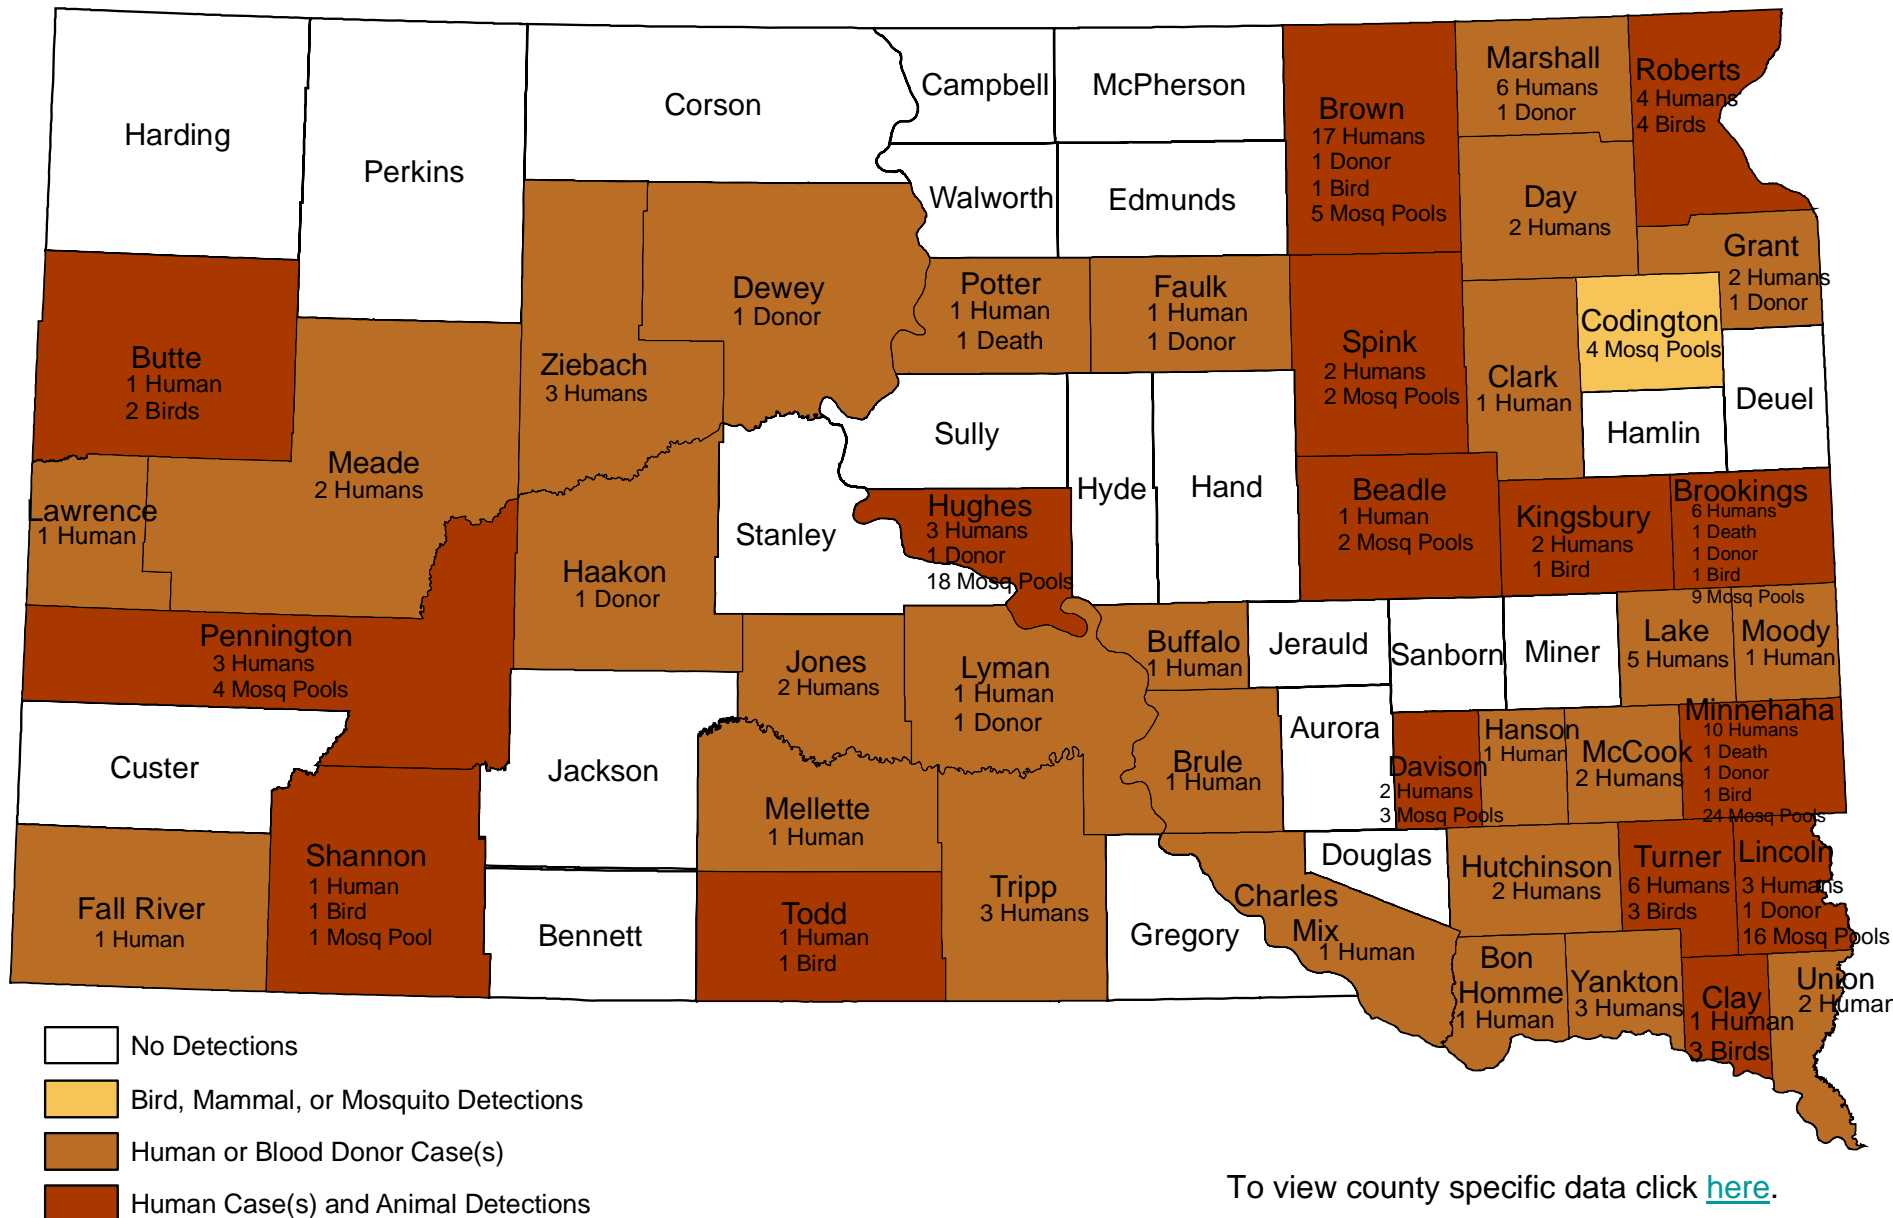 Harding
Perkins
Corson
Campbell
McPherson
Brown
17 Humans
1 Donor
1 Bird
5 Mosq Pools
Marshall
6 Humans
1 Donor
Roberts
4 Humans
4 Birds
Walworth
Edmunds
Day
2 Humans
Grant
2 Humans
1 Donor
Butte
1 Human
2 Birds
Ziebach
3 Humans
Dewey
1 Donor
Potter
1 Human
1 Death
Faulk
1 Human
1 Donor
Spink
2 Humans
2 Mosq Pools
Clark
1 Human
Codington
4 Mosq Pools
Deuel
Hamlin
Lawrence
1 Human
Meade
2 Humans
Sully
Hyde
Hand
Stanley
Hughes
3 Humans
1 Donor
18 Mosq Pools
Beadle
1 Human
2 Mosq Pools
Kingsbury
2 Humans
1 Bird
Brookings
6 Humans
1 Death
1 Donor
1 Bird
9 Mosq Pools
Haakon
1 Donor
Pennington
3 Humans
4 Mosq Pools
Jones
2 Humans
Lyman
1 Human
1 Donor
Buffalo
1 Human
Jerauld
Sanborn
Miner
Lake
5 Humans
Moody
1 Human
Custer
Jackson
Mellette
1 Human
Brule
1 Human
Aurora
Davison
2 Humans
3 Mosq Pools
Hanson
1 Human
McCook
2 Humans
Minnehaha
10 Humans
1 Death
1 Donor
1 Bird
24 Mosq Pools
Fall River
1 Human
Shannon
1 Human
1 Bird
1 Mosq Pool
Bennett
Todd
1 Human
1 Bird
Tripp
3 Humans
Gregory
Charles
Mix
1 Human
Douglas
Hutchinson
2 Humans
Turner
6 Humans
3 Birds
Lincoln
3 Humans
1 Donor
16 Mosq Pools
Bon
Homme
1 Human
Yankton
3 Humans
Clay
1 Human
3 Birds
Union
2 Human
No Detections
Bird, Mammal, or Mosquito Detections
Human or Blood Donor Case(s)
Human Case(s) and Animal Detections
To view county specific data click here.